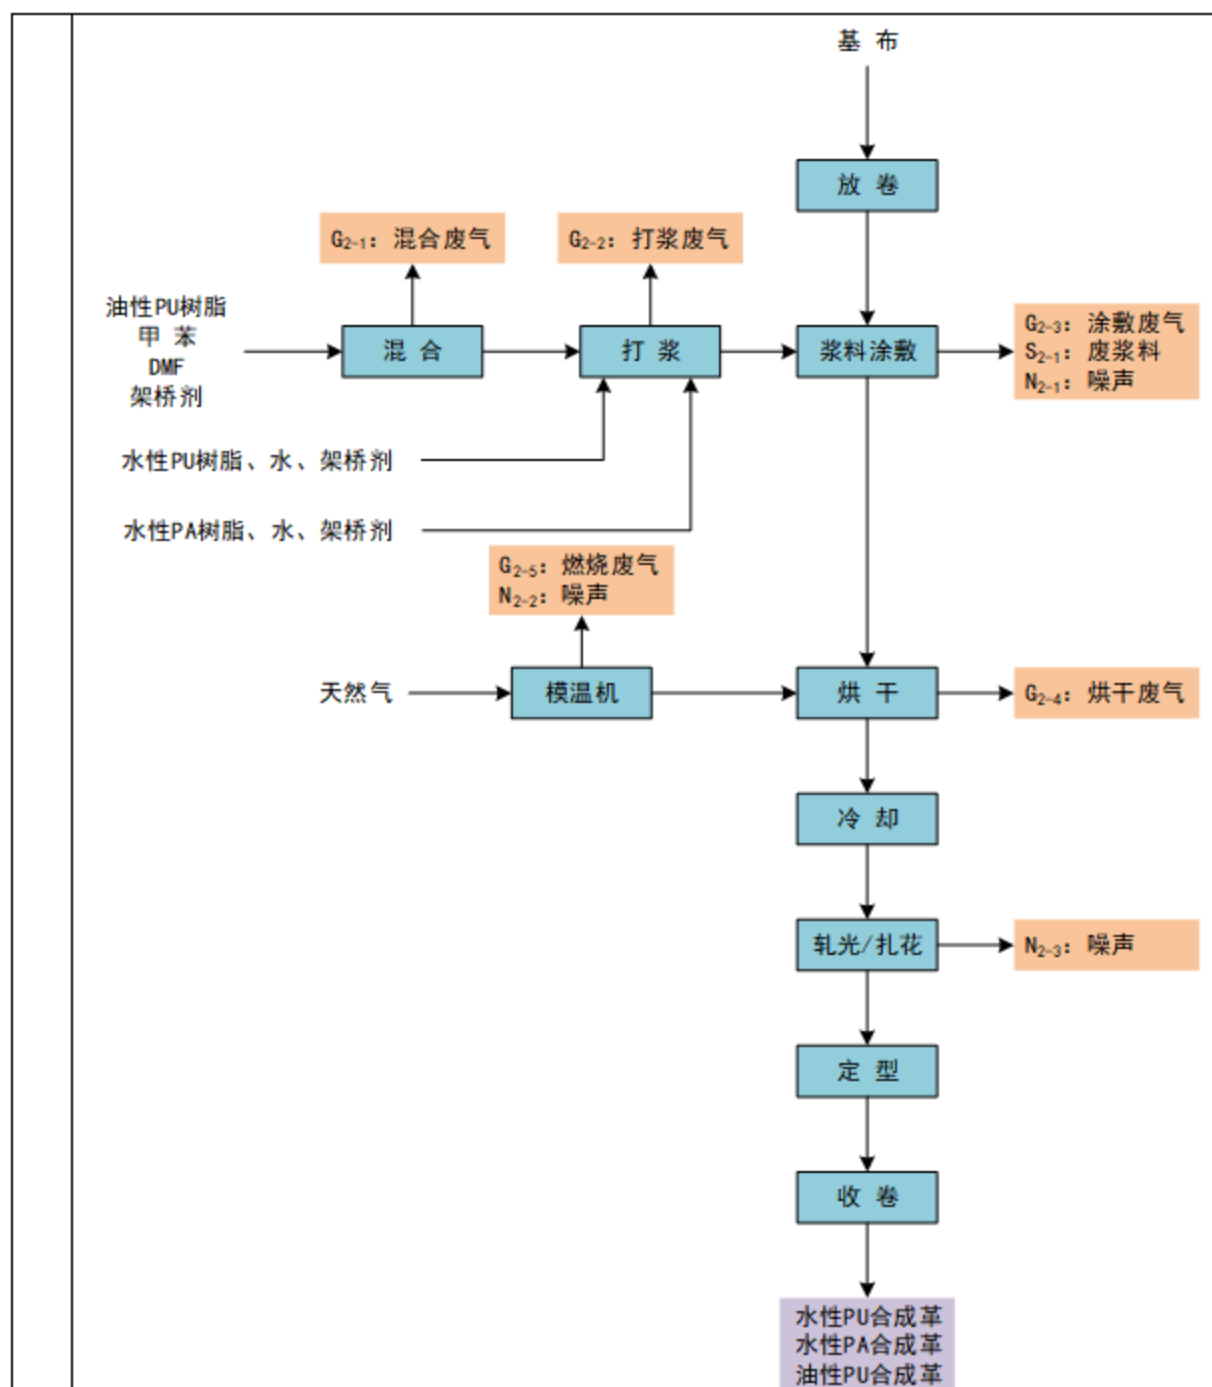 基 布
放 卷
G2-1：混合废气
G2-2：打浆废气
油性PU树脂
甲 苯
DMF
架桥剂
混 合
打 浆
浆料涂敷
G2-3：涂敷废气
S2-1：废浆料
N2-1：噪声
水性PU树脂、水、架桥剂
水性PA树脂、水、架桥剂
G2-5：燃烧废气
N2-2：噪声
天然气
模温机
烘 干
G2-4：烘干废气
冷 却
轧光/扎花
N2-3：噪声
定 型
收 卷
水性PU合成革
水性PA合成革
油性PU合成革